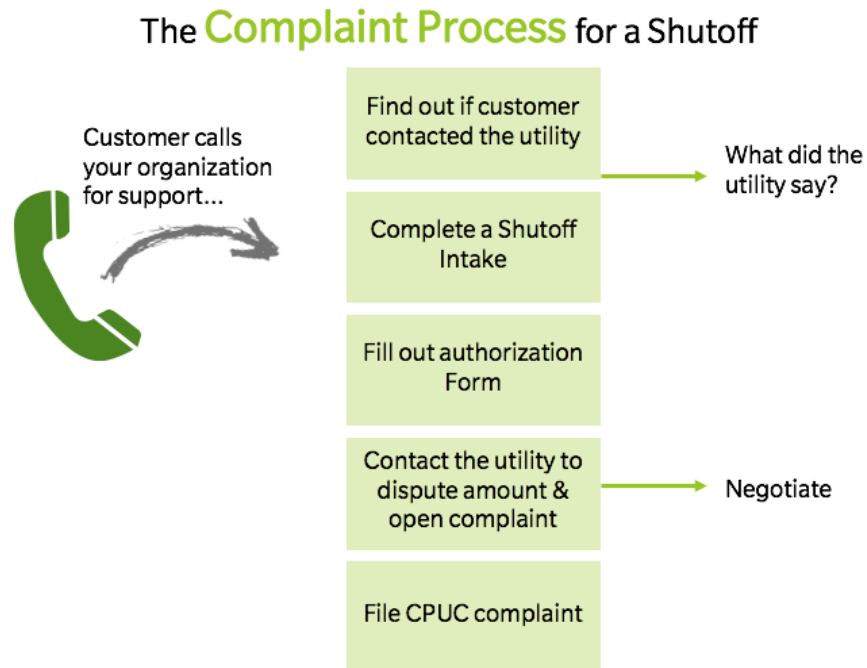 The Complaint Process for a Shutoff
Customer calls
your organization
for support...
Find out if customer
contacted the utility
What did the
utility say?
Complete a Shutoff
Intake
Fill out authorization
Form
Contact the utility to
dispute amount &
open complaint
Negotiate
File CPUC complaint